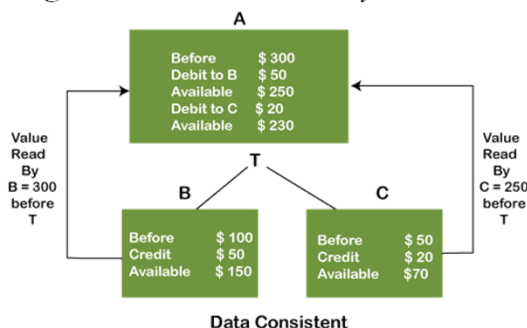 A
Before $ 300
Debit to B $ 50
Available $ 250
Debit to C $ 20
Available $ 230
Value
Read
By
B = 300
before
T
T
Value
Read
By
C = 250
before
T
B
Before $ 100
Credit $ 50
Available $ 150
C
Before $ 50
Credit $ 20
Available $70
Data Consistent